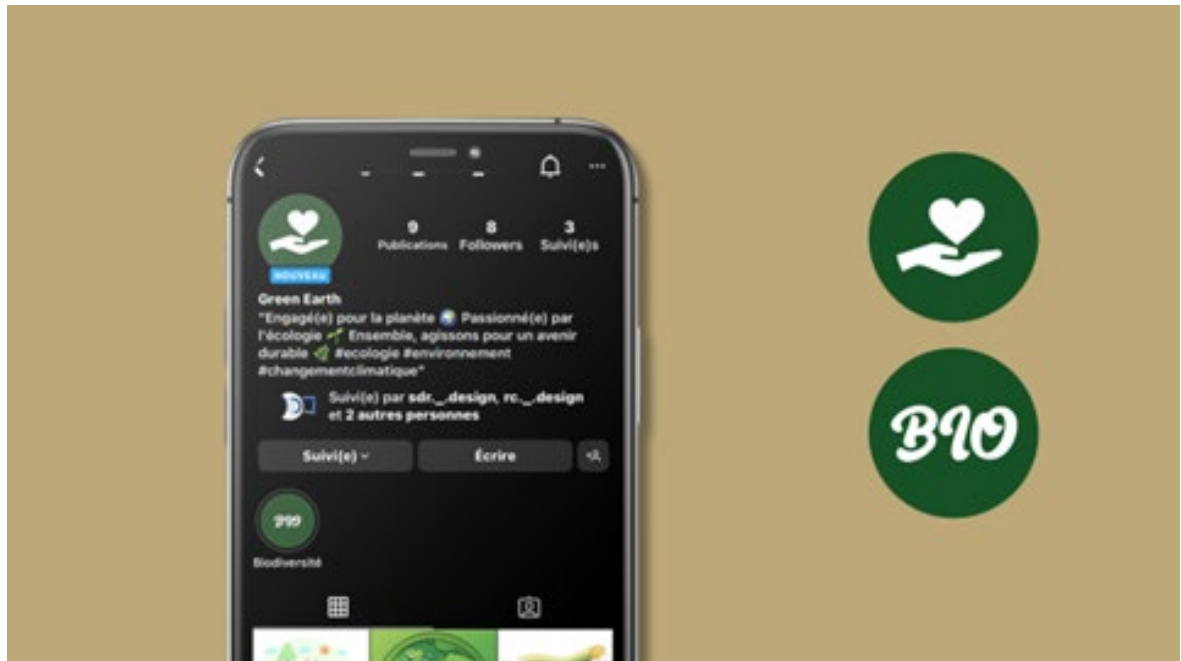 9 8 3
Publications Followers Suivi(e)s
NOUVEAU
Green Earth
"Engagé(e) pour la planète 🌍 Passionné(e) par
l'écologie 🌱 Ensemble, agissons pour un avenir
durable 🌿 #ecologie #environnement
#changementclimatique"
Suivi(e) par sdr._.design, rc._.design
et 2 autres personnes
Suivi(e) Écrire
BIO
Biodiversité
BIO